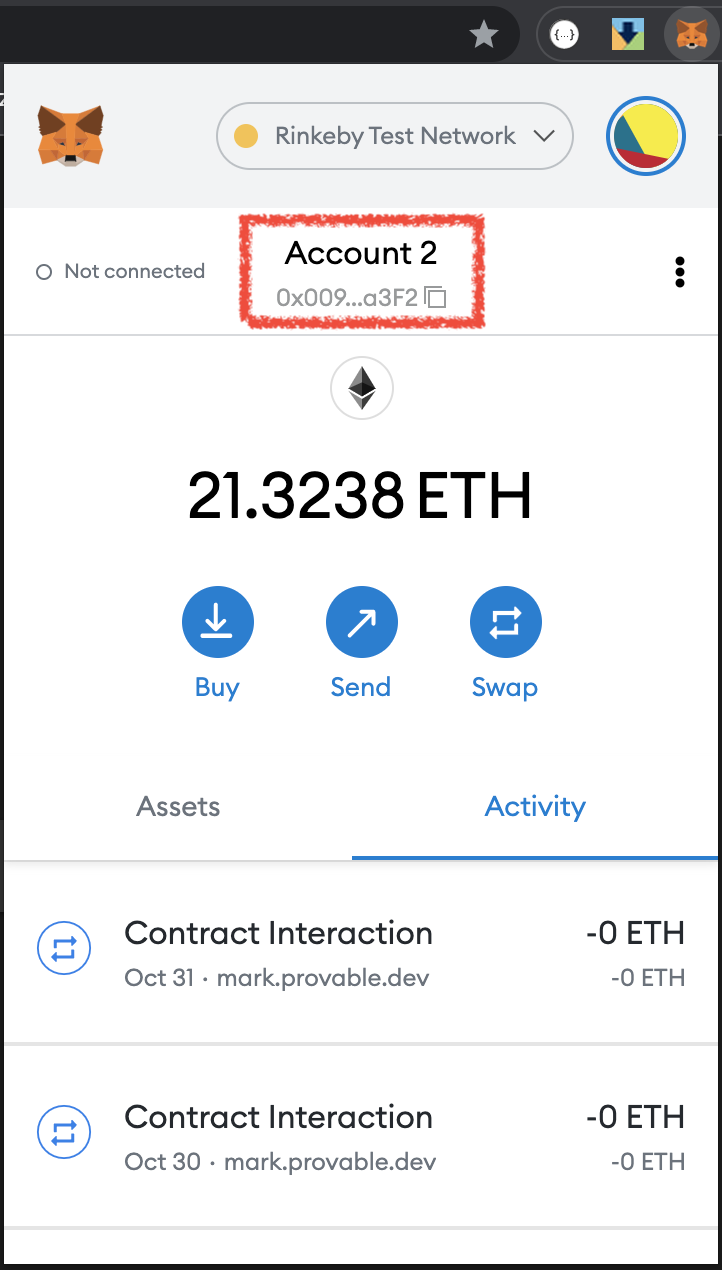 {...}
Rinkeby Test Network
Not connected
Account 2
0x009...a3F2
21.3238 ETH
Buy
Send
Swap
Assets
Activity
Contract Interaction
-0 ETH
Oct 31 · mark.provable.dev
-0 ETH
Contract Interaction
-0 ETH
Oct 30 · mark.provable.dev
-0 ETH